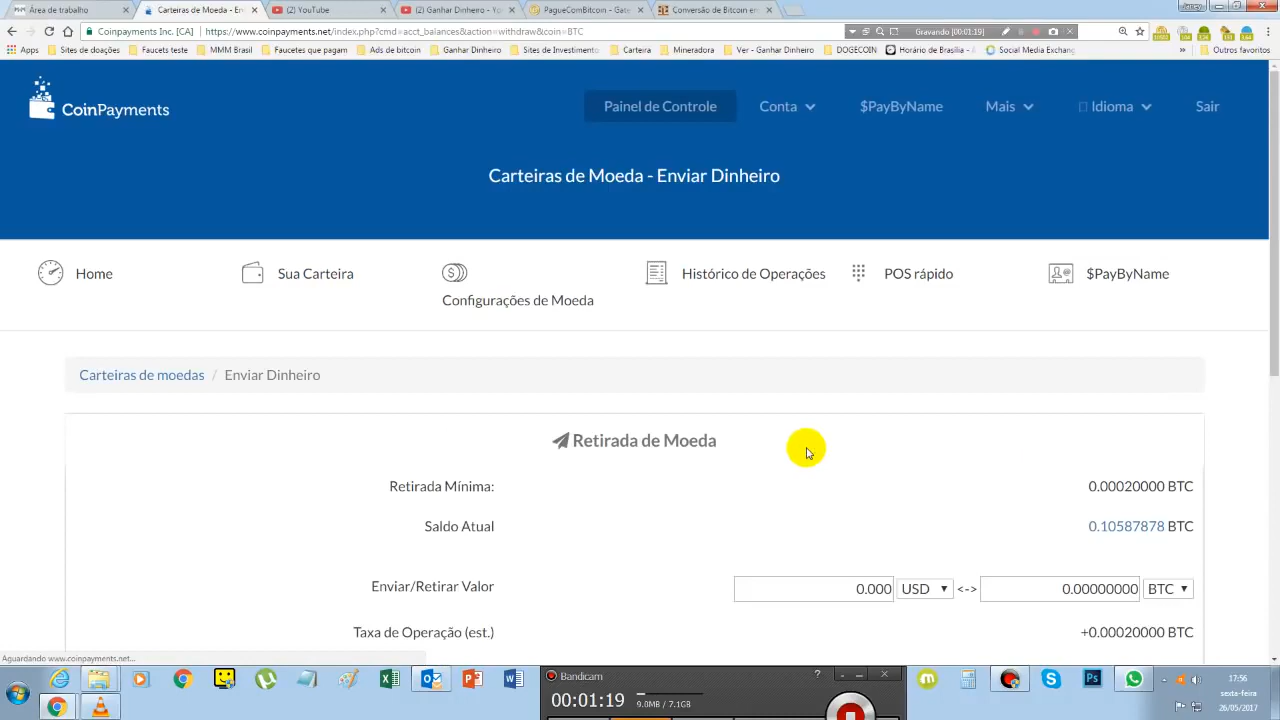 Jamey
Área de trabalho
Carteiras de Moeda - En
(2) YouTube
(2) Ganhar Dinheiro - Yo
PagueComBitcoin - Gate
Conversão de Bitcoin em
Coinpayments Inc. [CA] https://www.coinpayments.net/index.php?cmd=acct_balances&action=withdraw&coin=BTC
Gravando [00:01:19]
Apps Sites de doações Faucets teste MMM Brasil Faucetes que pagam Ads de bitcoin Ganhar Dinheiro Sites de Investimento Carteira Mineradora Ver - Ganhar Dinheiro DOGECOIN Horário de Brasília - Social Media Exchang Outros favoritos
CoinPayments
Painel de Controle Conta $PayByName Mais Idioma Sair
Carteiras de Moeda - Enviar Dinheiro
Home Sua Carteira Configurações de Moeda Histórico de Operações POS rápido $PayByName
Carteiras de moedas / Enviar Dinheiro
Retirada de Moeda
Retirada Mínima: 0.00020000 BTC
Saldo Atual 0.10587878 BTC
Enviar/Retirar Valor 0.000 USD <-> 0.00000000 BTC
Taxa de Operação (est.) +0.00020000 BTC
Aguardando www.coinpayments.net...
Bandicam
00:01:19 9.0MB / 7.1GB
17:56
sexta-feira
26/05/2017